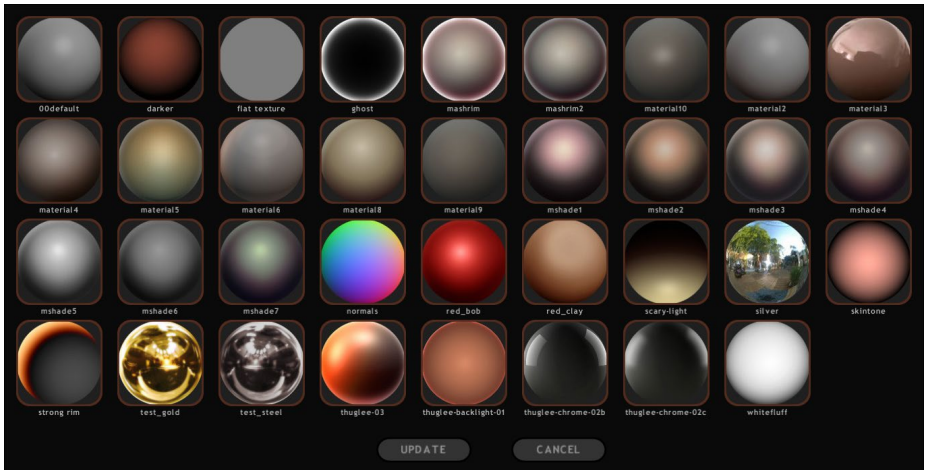 00default darker flat texture ghost mashrim mashrim2 material10 material2 material3
material4 material5 material6 material8 material9 mshade1 mshade2 mshade3 mshade4
mshade5 mshade6 mshade7 normals red_bob red_clay scary-light silver skintone
strong rim test_gold test_steel thuglee-03 thuglee-backlight-01 thuglee-chrome-02b thuglee-chrome-02c whitefluff
UPDATE CANCEL